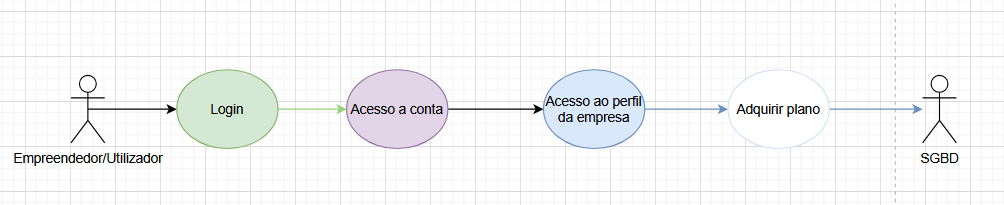 Login
Acesso a conta
Acesso ao perfil
da empresa
Adquirir plano
Empreendedor/Utilizador
SGBD